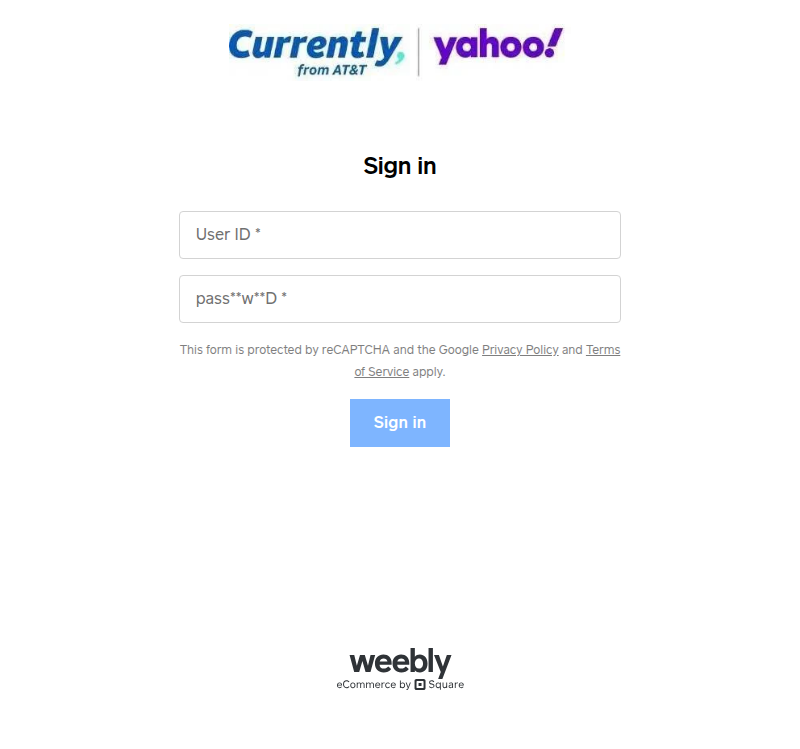 Currently, yahoo!
from AT&T
Sign in
User ID *
pass**w**D *
This form is protected by reCAPTCHA and the Google Privacy Policy and Terms
of Service apply.
Sign in
weebly
eCommerce by Square